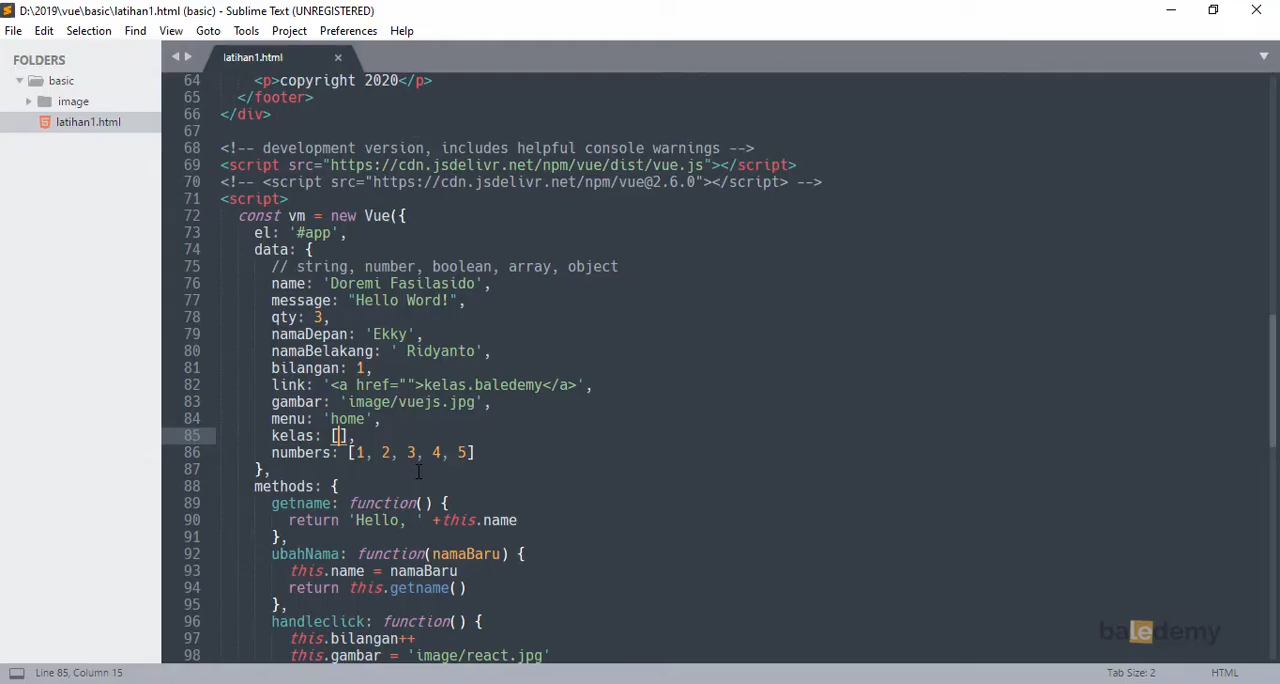 D:\2019\vue\basic\latihan1.html (basic) - Sublime Text (UNREGISTERED)
File Edit Selection Find View Goto Tools Project Preferences Help
FOLDERS
basic
image
latihan1.html
latihan1.html
64 <p>copyright 2020</p>
65 </footer>
66 </div>
67
68 <!-- development version, includes helpful console warnings -->
69 <script src="https://cdn.jsdelivr.net/npm/vue/dist/vue.js"></script>
70 <!-- <script src="https://cdn.jsdelivr.net/npm/vue@2.6.0"></script> -->
71 <script>
72 const vm = new Vue({
73 el: '#app',
74 data: {
75 // string, number, boolean, array, object
76 name: 'Doremi Fasilasido',
77 message: "Hello Word!",
78 qty: 3,
79 namaDepan: 'Ekky',
80 namaBelakang: ' Ridyanto',
81 bilangan: 1,
82 link: '<a href="">kelas.baledemy</a>',
83 gambar: 'image/vuejs.jpg',
84 menu: 'home',
85 kelas: [],
86 numbers: [1, 2, 3, 4, 5]
87 },
88 methods: {
89 getname: function() {
90 return 'Hello, ' +this.name
91 },
92 ubahNama: function(namaBaru) {
93 this.name = namaBaru
94 return this.getname()
95 },
96 handleclick: function() {
97 this.bilangan++
98 this.gambar = 'image/react.jpg'
baledemy
Line 85, Column 15
Tab Size: 2
HTML